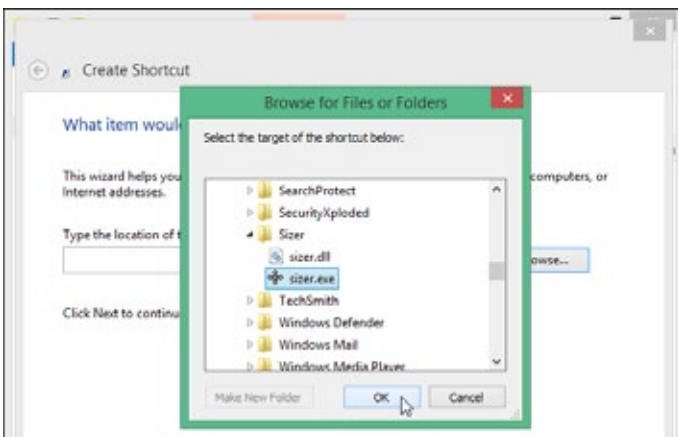 Create Shortcut
Browse for Files or Folders
What item woul
Select the target of the shortcut below:
This wizard helps you
computers, or
Internet addresses.
SearchProtect
SecurityXploded
Type the location of t
Sizer
sizer.dll
owse...
sizer.exe
TechSmith
Click Next to continu
Windows Defender
Windows Mail
Windows Media Player
Make New Folder
OK
Cancel